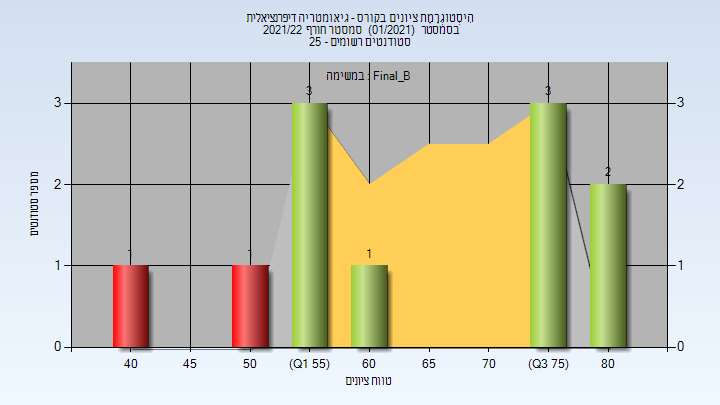 היסטוגרמת ציונים בקורס - גיאומטריה דיפרנציאלית
בסמסטר (01/2021) סמסטר חורף 2021/22
סטודנטים רשומים - 25
במשימה : Final_B
3
3
2
1
1
1
3
2
1
0
3
2
1
0
מספר סטודנטים
40
45
50
(Q1 55)
60
65
70
(Q3 75)
80
טווח ציונים